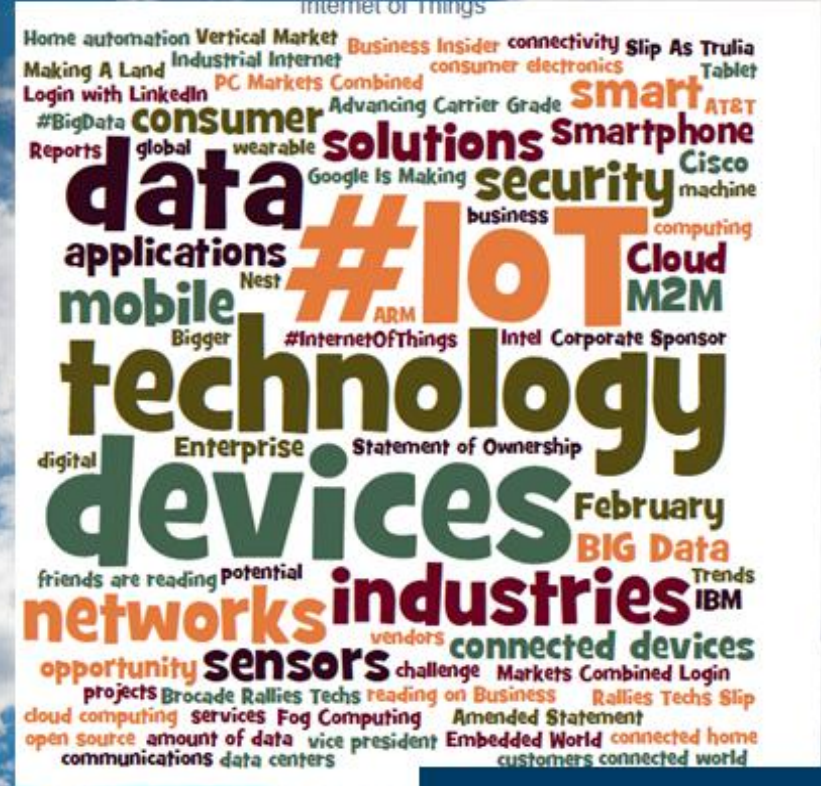 Internet of Things
Home automation Vertical Market Business Insider connectivity Slip As Trulia
Making A Land Industrial Internet consumer electronics Tablet
Login with LinkedIn PC Markets Combined smart AT&T
#BigData consumer Advancing Carrier Grade
Reports global wearable solutions Smartphone
data Google Is Making security Cisco
machine
#IoT business computing
applications Cloud
mobile Nest ARM M2M
Bigger #InternetOfThings Intel Corporate Sponsor
technology
digital Enterprise Statement of Ownership
devices February
BIG Data
friends are reading potential industries Trends
networks IBM
vendors connected devices
opportunity sensors challenge Markets Combined Login
projects Brocade Rallies Techs reading on Business Rallies Techs Slip
cloud computing services Fog Computing Amended Statement
open source amount of data vice president Embedded World connected home
communications data centers customers connected world